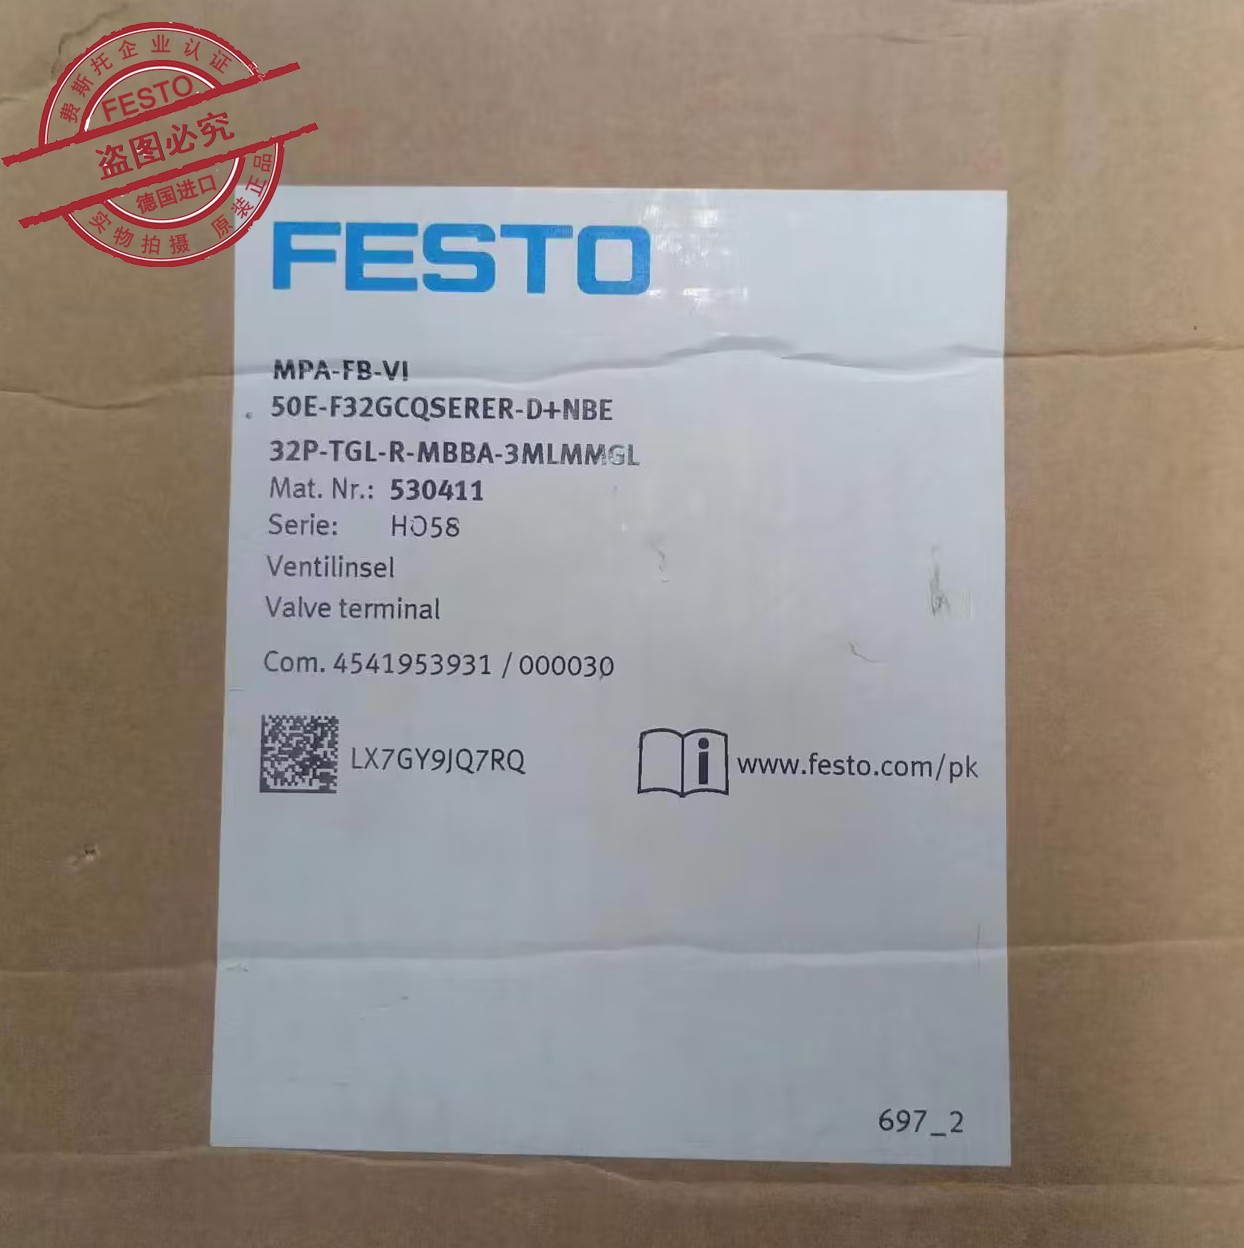 费斯托企业认证
FESTO
盗图必究
德国进口
实物拍摄 原装正品
FESTO
MPA-FB-VI
50E-F32GCQSERER-D+NBE
32P-TGL-R-MBBA-3MLMMGL
Mat. Nr.: 530411
Serie: HO58
Ventilinsel
Valve terminal
Com. 4541953931 / 000030
LX7GY9JQ7RQ
i www.festo.com/pk
697_2